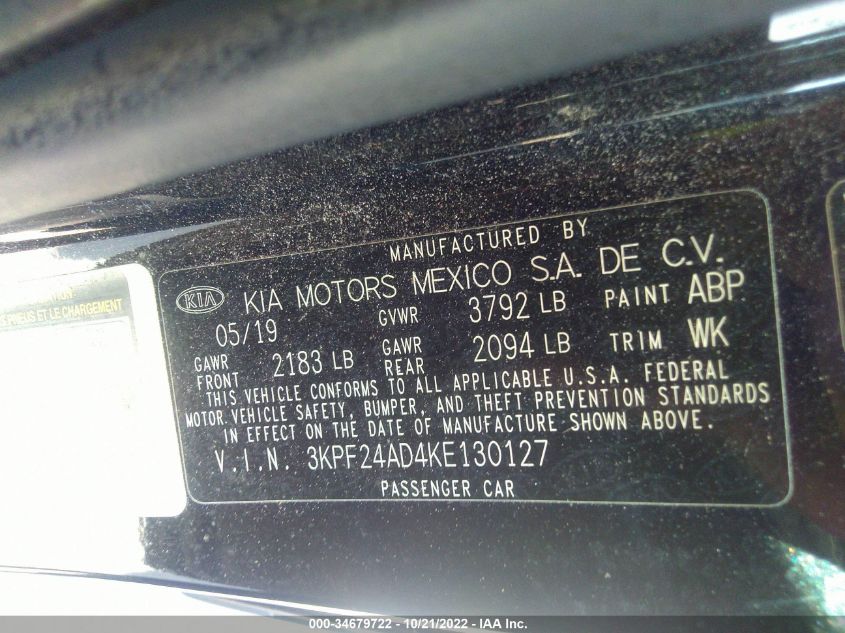 MANUFACTURED BY
KIA KIA MOTORS MEXICO S.A. DE C.V.
05/19 GVWR 3792 LB PAINT ABP
GAWR FRONT 2183 LB GAWR REAR 2094 LB TRIM WK
THIS VEHICLE CONFORMS TO ALL APPLICABLE U.S.A. FEDERAL
MOTOR VEHICLE SAFETY, BUMPER, AND THEFT PREVENTION STANDARDS
IN EFFECT ON THE DATE OF MANUFACTURE SHOWN ABOVE.
V.I.N. 3KPF24AD4KE130127
PASSENGER CAR
ET LE CHARGEMENT
000-34679722 - 10/21/2022 - IAA Inc.